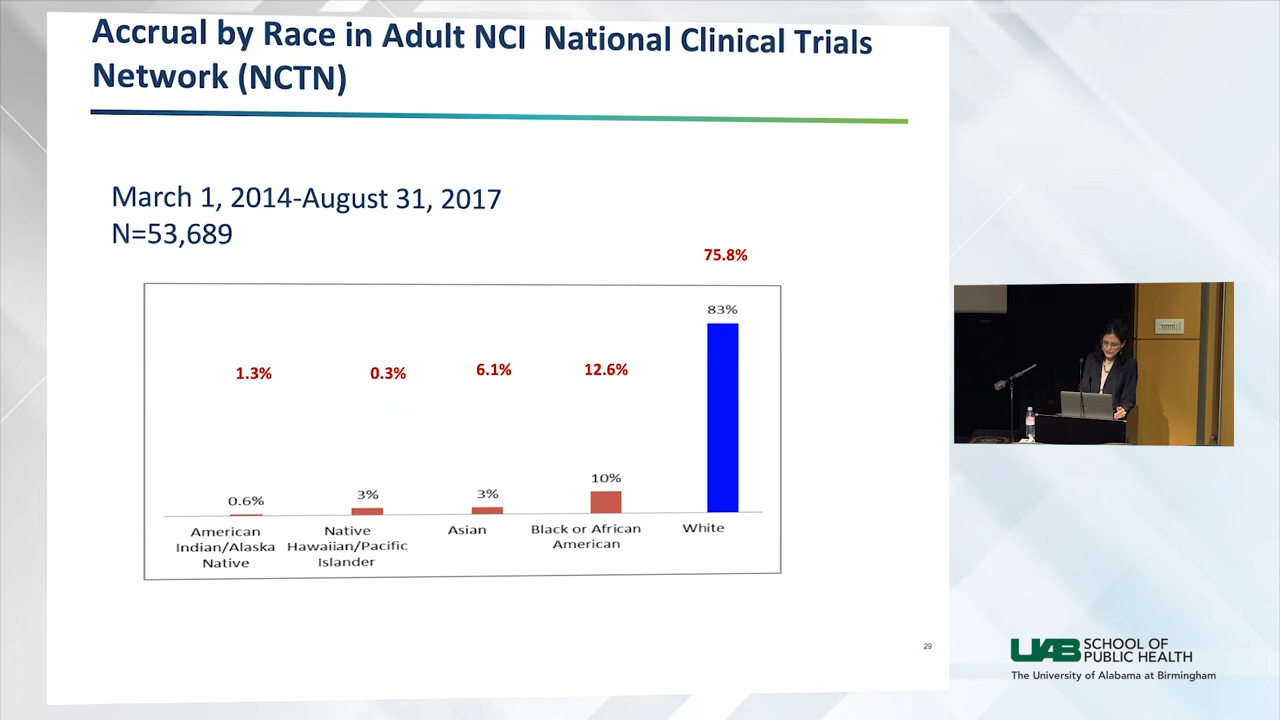 Accrual by Race in Adult NCI National Clinical Trials
Network (NCTN)
March 1, 2014-August 31, 2017
N=53,689
75.8%
83%
1.3%
0.3%
6.1%
12.6%
0.6%
3%
3%
10%
American
Indian/Alaska
Native
Native
Hawaiian/Pacific
Islander
Asian
Black or African
American
White
29
UAB SCHOOL OF
PUBLIC HEALTH
The University of Alabama at Birmingham